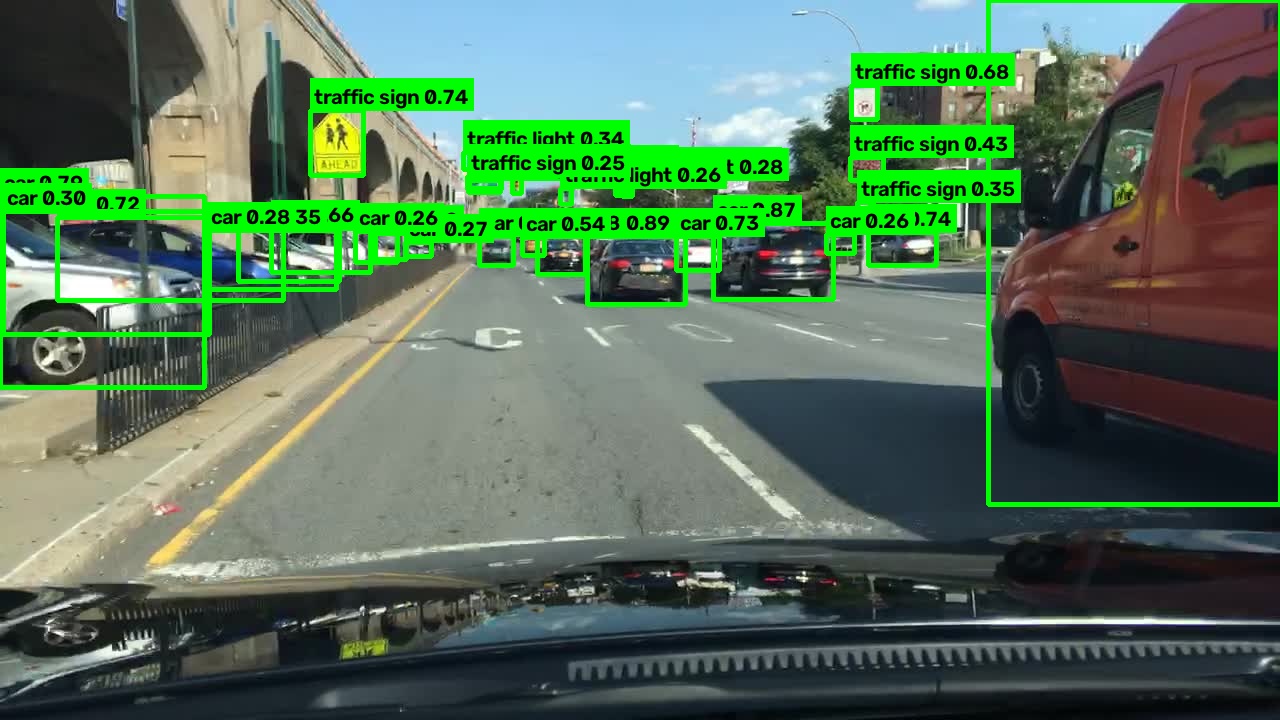 traffic sign 0.74
traffic sign 0.68
traffic light 0.34
traffic sign 0.43
traffic sign 0.25
light 0.26
t 0.28
car 0.79
car 0.30
0.72
traffic sign 0.35
car 0.28
35
66
car 0.26
0.27
car 0.54
0.89
car 0.73
0.87
car 0.26
0.74
AHEAD